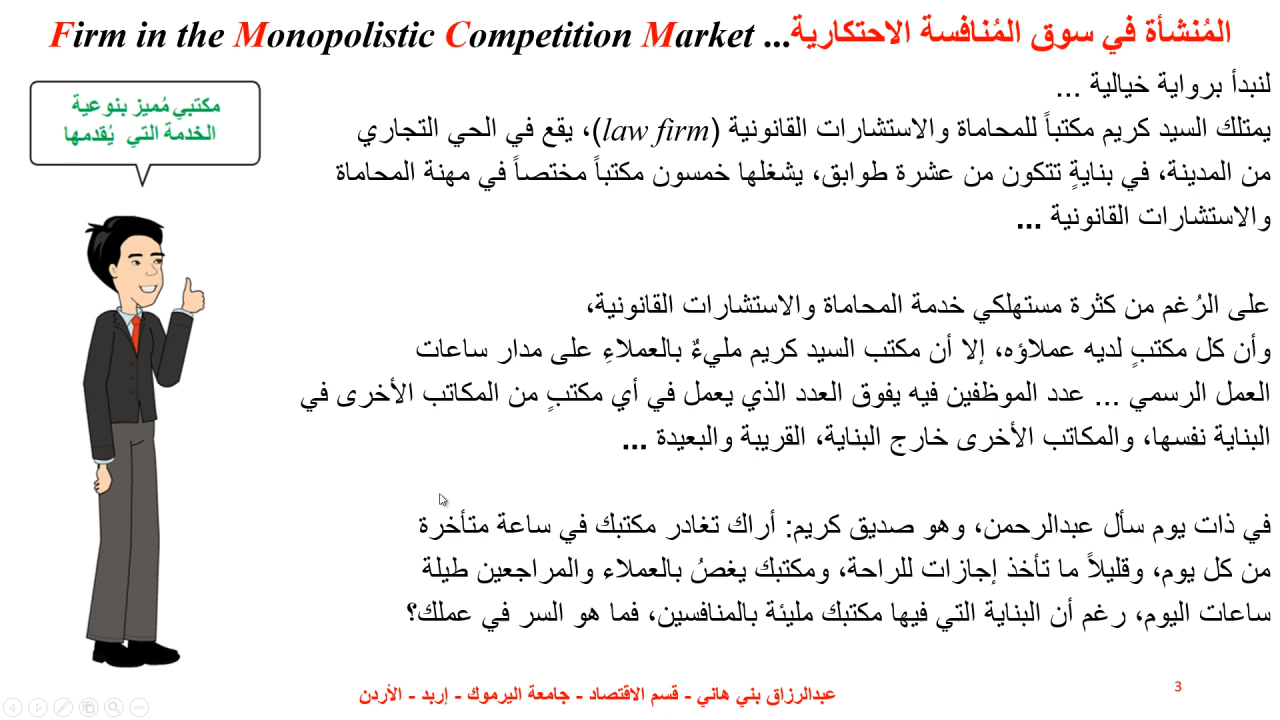 المُنشأة في سوق المُنافسة الاحتكارية... Firm in the Monopolistic Competition Market
مكتبي مُميز بنوعية
الخدمة التي يُقدمها
لنبدأ برواية خيالية ...
يمتلك السيد كريم مكتباً للمحاماة والاستشارات القانونية (law firm)، يقع في الحي التجاري
من المدينة، في بنايةٍ تتكون من عشرة طوابق، يشغلها خمسون مكتباً مختصاً في مهنة المحاماة
والاستشارات القانونية ...
على الرُغم من كثرة مستهلكي خدمة المحاماة والاستشارات القانونية،
وأن كل مكتبٍ لديه عملاؤه، إلا أن مكتب السيد كريم مليءٌ بالعملاءِ على مدار ساعات
العمل الرسمي ... عدد الموظفين فيه يفوق العدد الذي يعمل في أي مكتبٍ من المكاتب الأخرى في
البناية نفسها، والمكاتب الأخرى خارج البناية، القريبة والبعيدة ...
في ذات يوم سأل عبدالرحمن، وهو صديق كريم: أراك تغادر مكتبك في ساعة متأخرة
من كل يوم، وقليلاً ما تأخذ إجازات للراحة، ومكتبك يغصُ بالعملاء والمراجعين طيلة
ساعات اليوم، رغم أن البناية التي فيها مكتبك مليئة بالمنافسين، فما هو السر في عملك؟
عبدالرزاق بني هاني - قسم الاقتصاد - جامعة اليرموك - إربد - الأردن
3